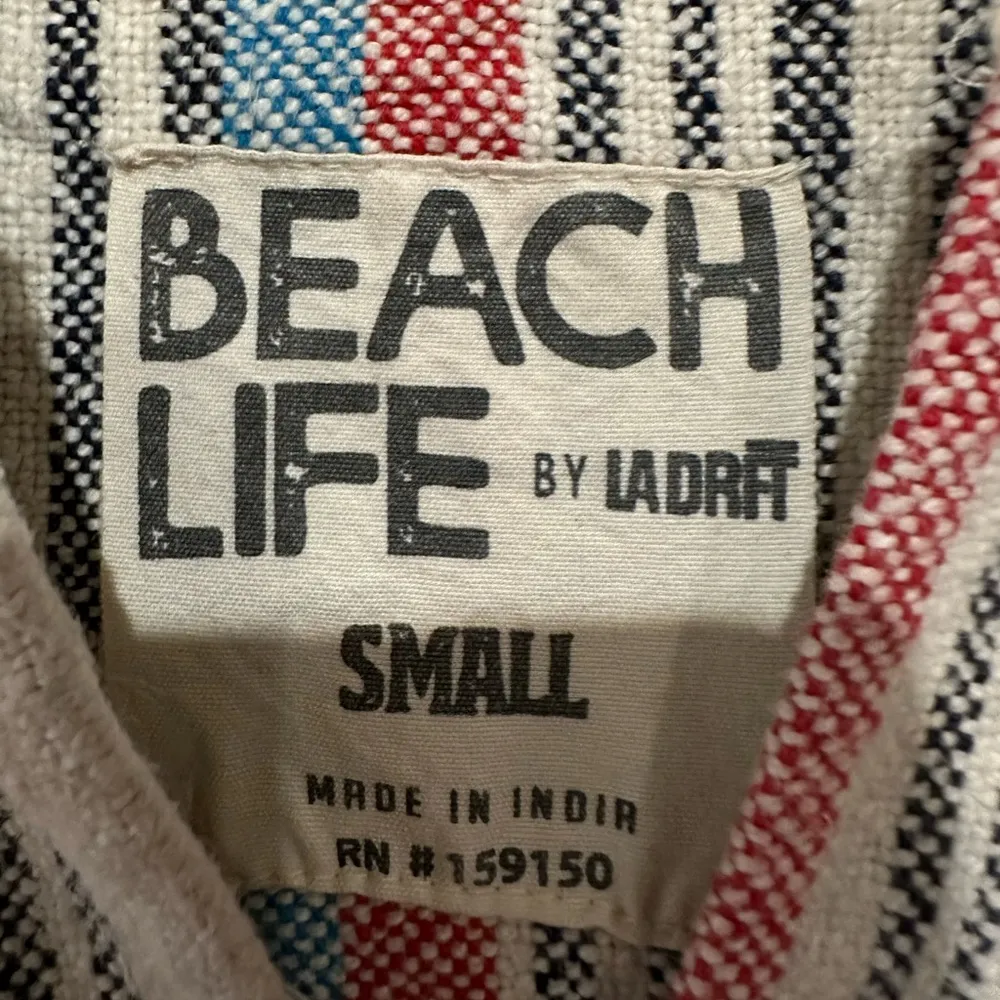 BEACH
LIFE BY LADRFT
SMALL
MADE IN INDIA
RN # 159150